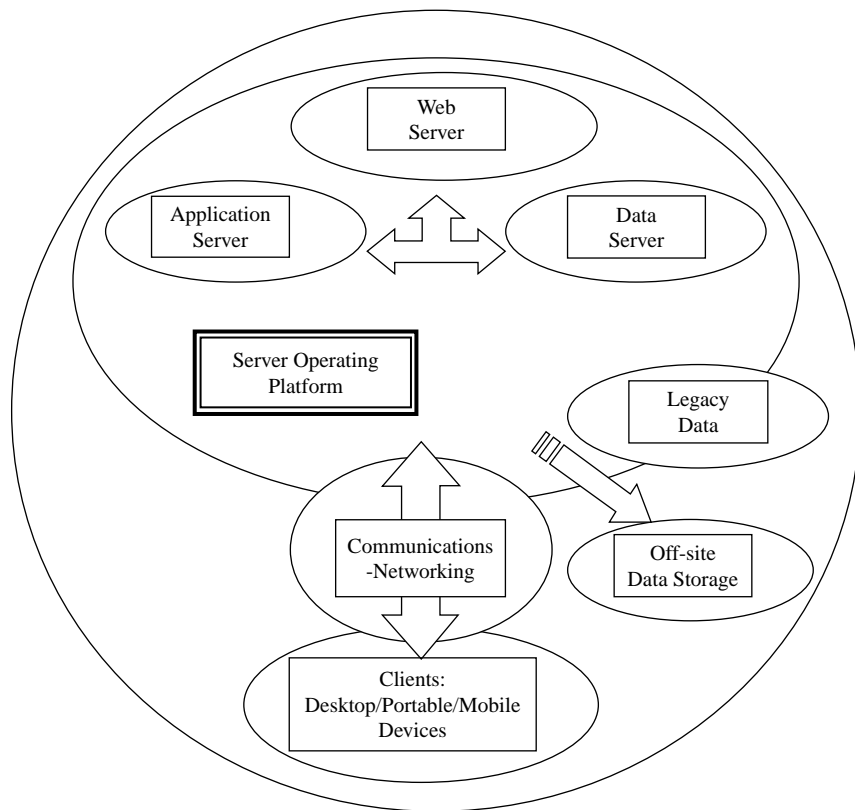 Web
Server
Application
Server
Data
Server
Server Operating
Platform
Legacy
Data
Communications
-Networking
Off-site
Data Storage
Clients:
Desktop/Portable/Mobile
Devices